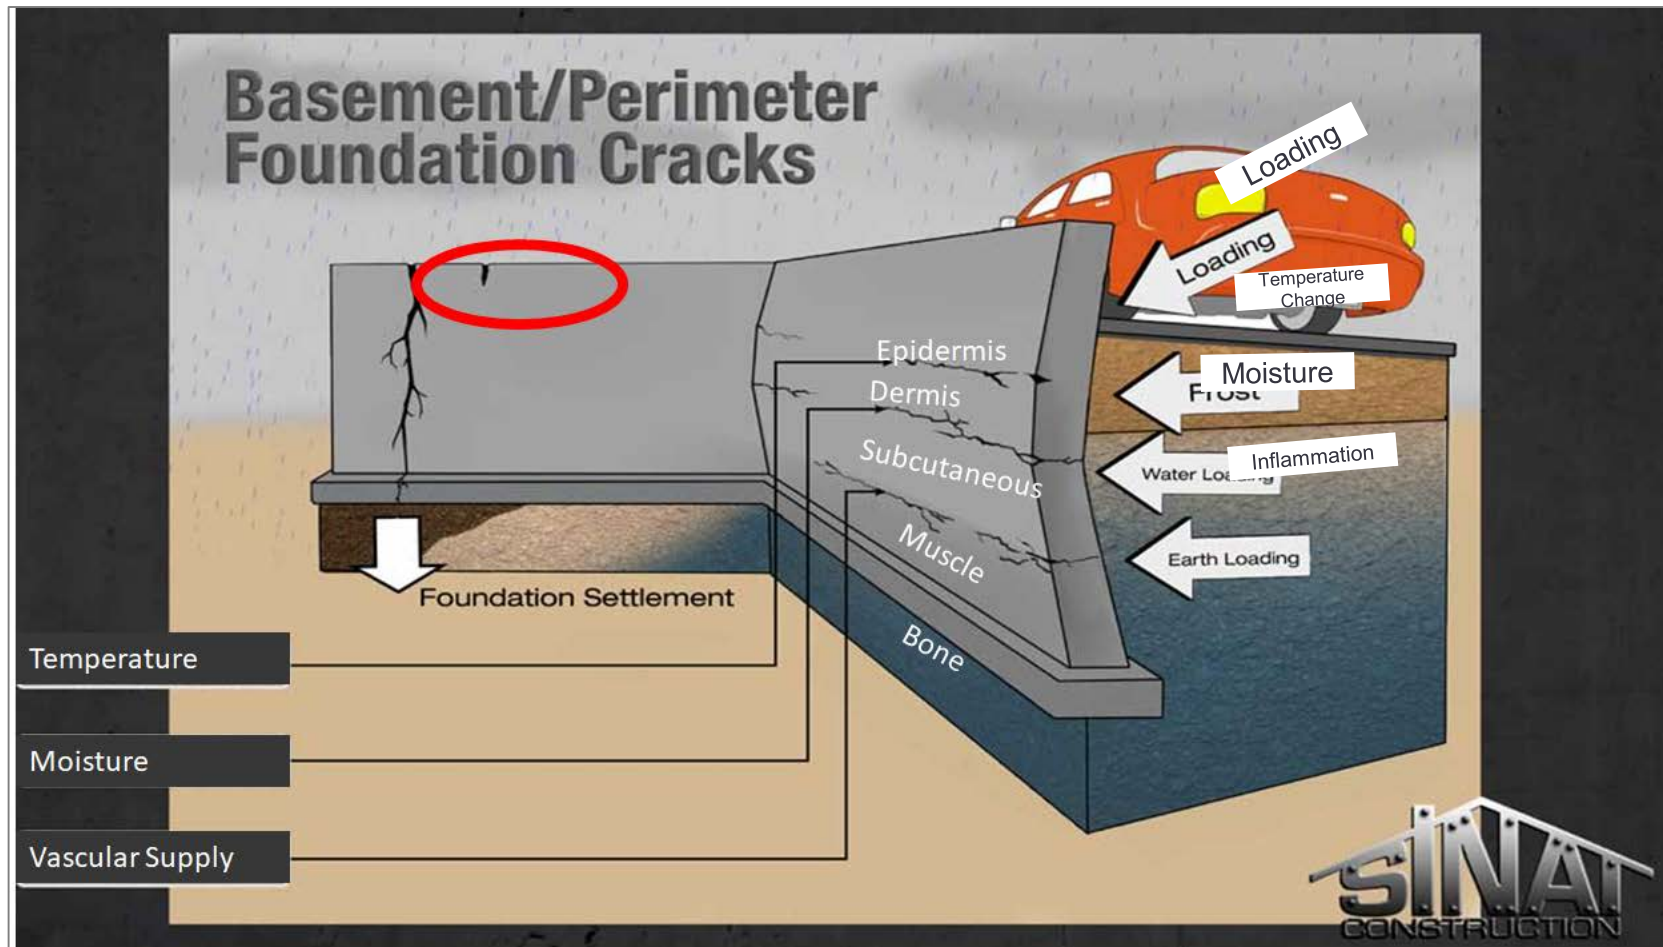 Basement/Perimeter
Foundation Cracks
Loading
Loading
Temperature
Change
Epidermis
Moisture
Frost
Dermis
Subcutaneous
Inflammation
Water Loading
Muscle
Earth Loading
Foundation Settlement
Bone
Temperature
Moisture
Vascular Supply
SINAI
CONSTRUCTION